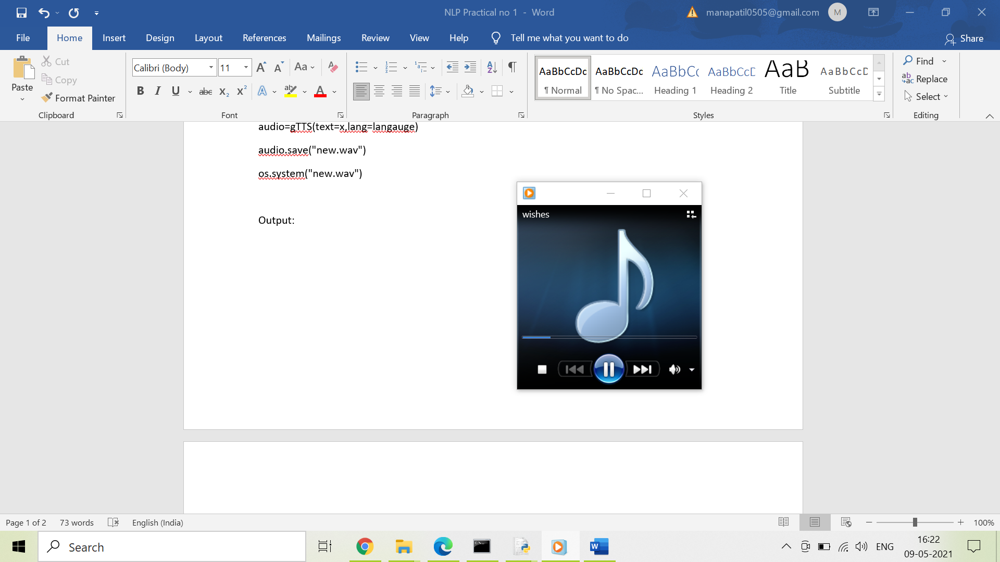 NLP Practical no 1 - Word
manapatil0505@gmail.com
M
File
Home
Insert
Design
Layout
References
Mailings
Review
View
Help
Tell me what you want to do
Share
Paste
Cut
Copy
Format Painter
Clipboard
Calibri (Body)
11
Font
Paragraph
AaBbCcDc
¶ Normal
AaBbCcDc
¶ No Spac...
AaBbCc
Heading 1
AaBbCcD
Heading 2
AaB
Title
AaBbCcD
Subtitle
Styles
Find
Replace
Select
Editing
audio=gTTS(text=x,lang=langauge)
audio.save("new.wav")
os.system("new.wav")
Output:
wishes
Page 1 of 2
73 words
English (India)
100%
Search
ENG
16:22
09-05-2021